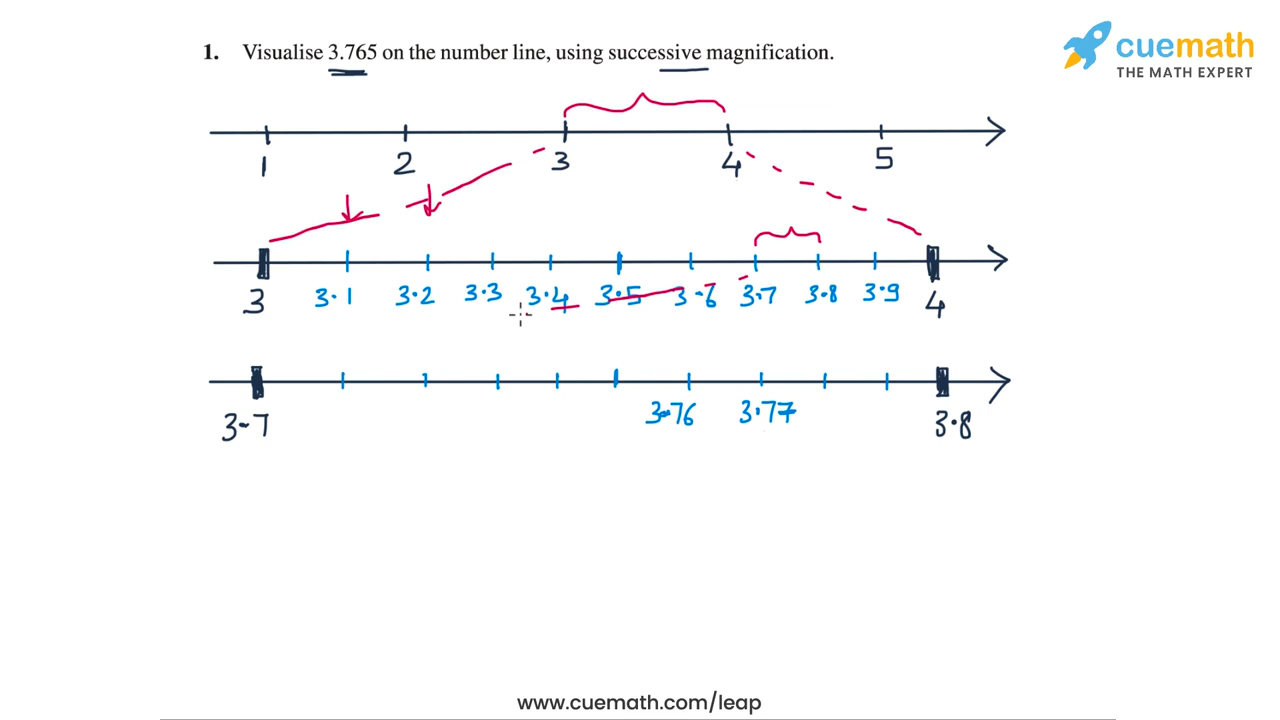 cuemath
THE MATH EXPERT
1. Visualise 3.765 on the number line, using successive magnification.
1 2 3 4 5
3 3.1 3.2 3.3 3.4 3.5 3.6 3.7 3.8 3.9 4
3.7 3.76 3.77 3.8
www.cuemath.com/leap